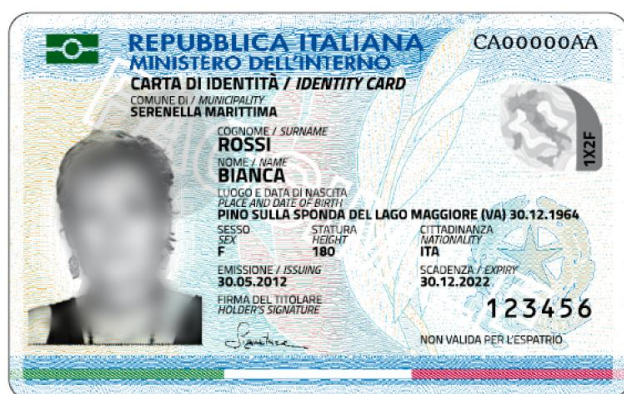 REPUBBLICA ITALIANA
CA00000AA
MINISTERO DELL'INTERNO
CARTA DI IDENTITÀ / IDENTITY CARD
COMUNE DI / MUNICIPALITY
SERENELLA MARITTIMA
COGNOME / SURNAME
ROSSI
NOME / NAME
BIANCA
LUOGO E DATA DI NASCITA
PLACE AND DATE OF BIRTH
PINO SULLA SPONDA DEL LAGO MAGGIORE (VA) 30.12.1964
SESSO STATURA CITTADINANZA
SEX HEIGHT NATIONALITY
F 180 ITA
EMISSIONE / ISSUING SCADENZA / EXPIRY
30.05.2012 30.12.2022
FIRMA DEL TITOLARE
HOLDER'S SIGNATURE
123456
NON VALIDA PER L'ESPATRIO
1X2F